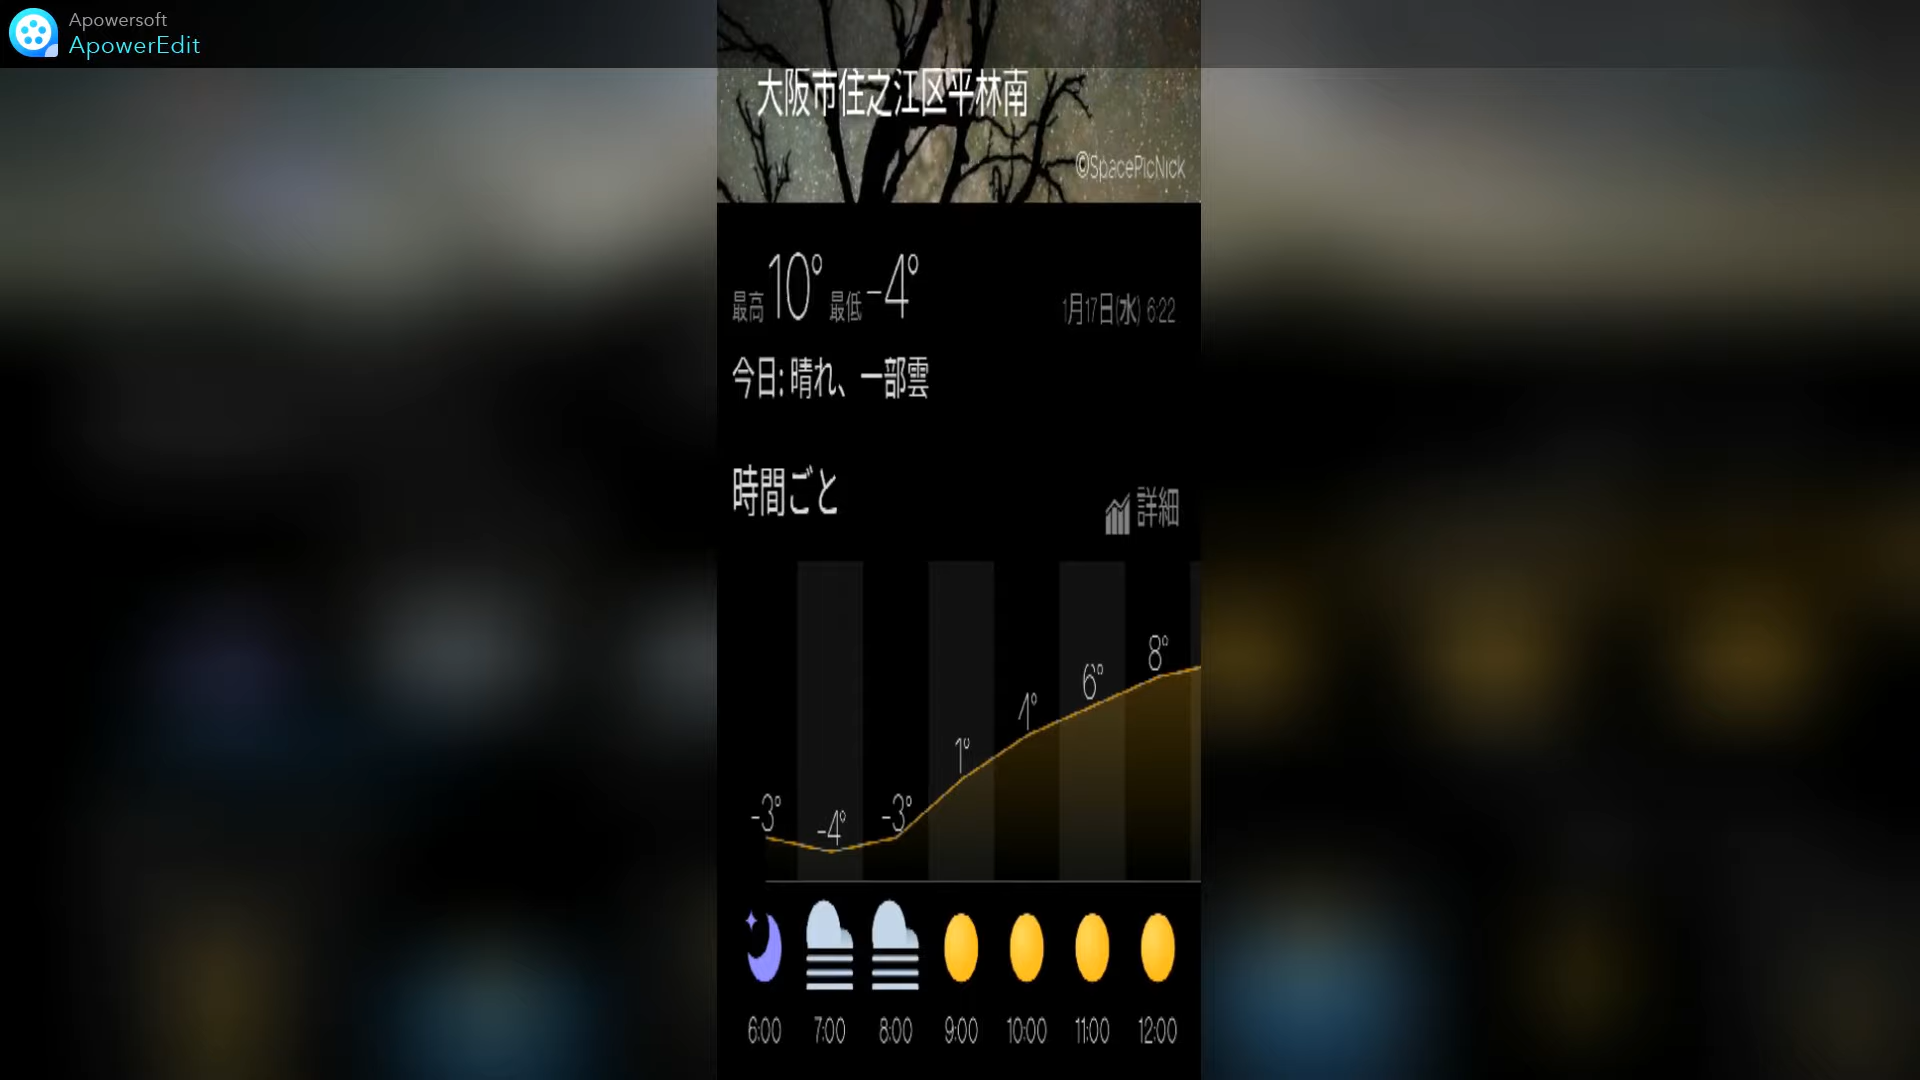 Apowersoft
ApowerEdit
大阪市住之江区平林南
©SpacePicNick
最高10° 最低-4°
1月17日(水) 6:22
今日: 晴れ、一部雲
時間ごと
詳細
-3° -4° -3° 1° 4° 6° 8°
6:00 7:00 8:00 9:00 10:00 11:00 12:00